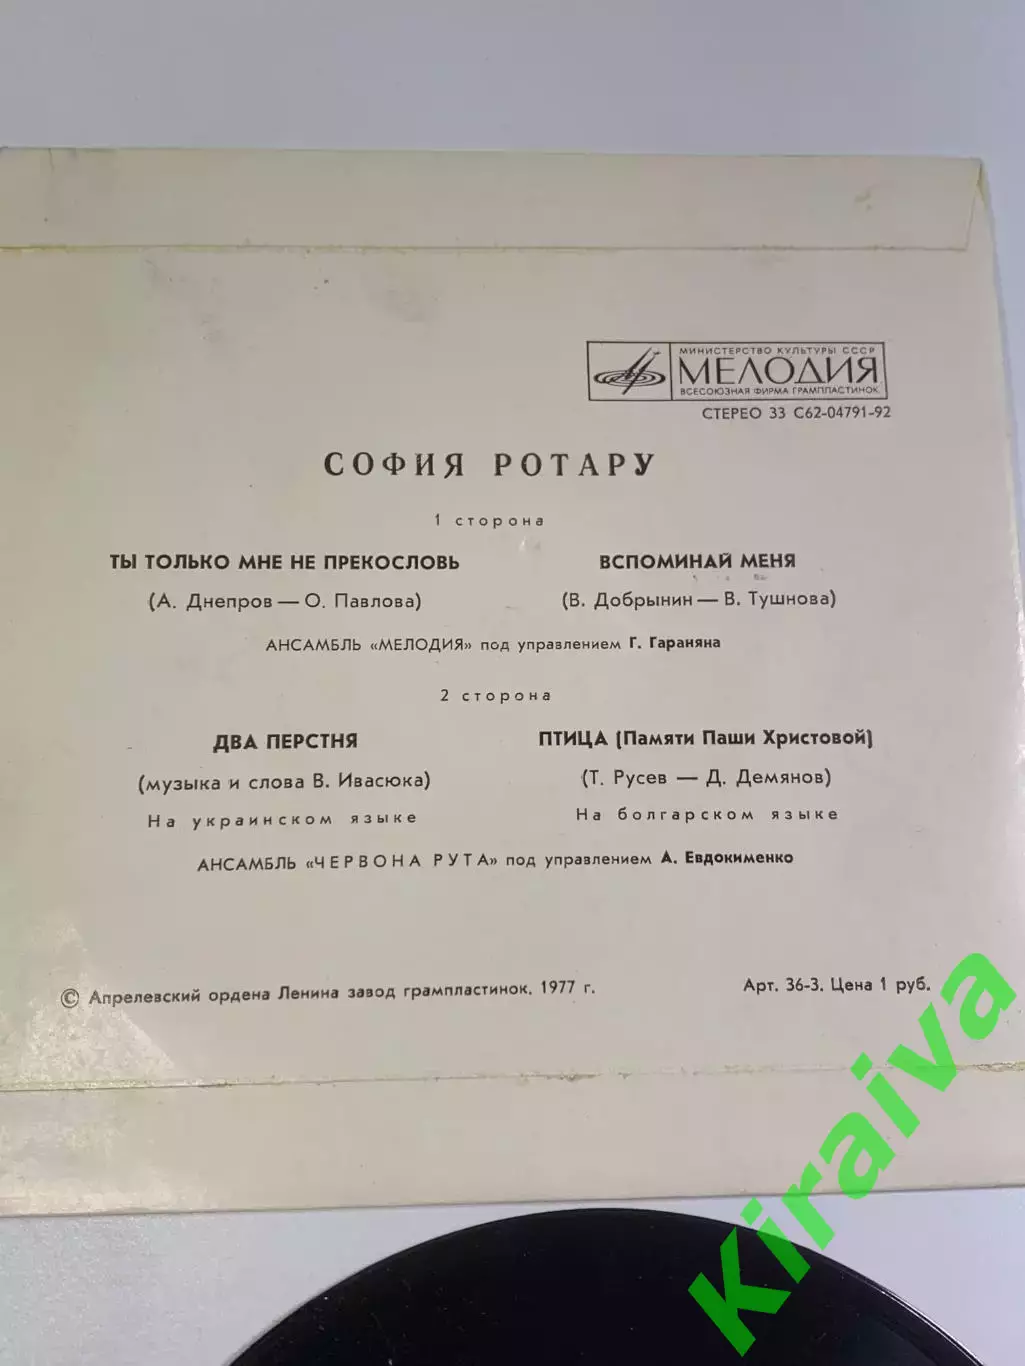 МИНИСТЕРСТВО КУЛЬТУРЫ СССР
МЕЛОДИЯ
ВСЕСОЮЗНАЯ ФИРМА ГРАМПЛАСТИНОК
СТЕРЕО 33 С62-04791-92
СОФИЯ РОТАРУ
1 сторона
ТЫ ТОЛЬКО МНЕ НЕ ПРЕКОСЛОВЬ ВСПОМИНАЙ МЕНЯ
(А. Днепров — О. Павлова) (В. Добрынин — В. Тушнова)
АНСАМБЛЬ «МЕЛОДИЯ» под управлением Г. Гараняна
2 сторона
ДВА ПЕРСТНЯ ПТИЦА (Памяти Паши Христовой)
(музыка и слова В. Ивасюка) (Т. Русев — Д. Демянов)
На украинском языке На болгарском языке
АНСАМБЛЬ «ЧЕРВОНА РУТА» под управлением А. Евдокименко
© Апрелевский ордена Ленина завод грампластинок. 1977 г. Арт. 36-3. Цена 1 руб.
Kiraiva